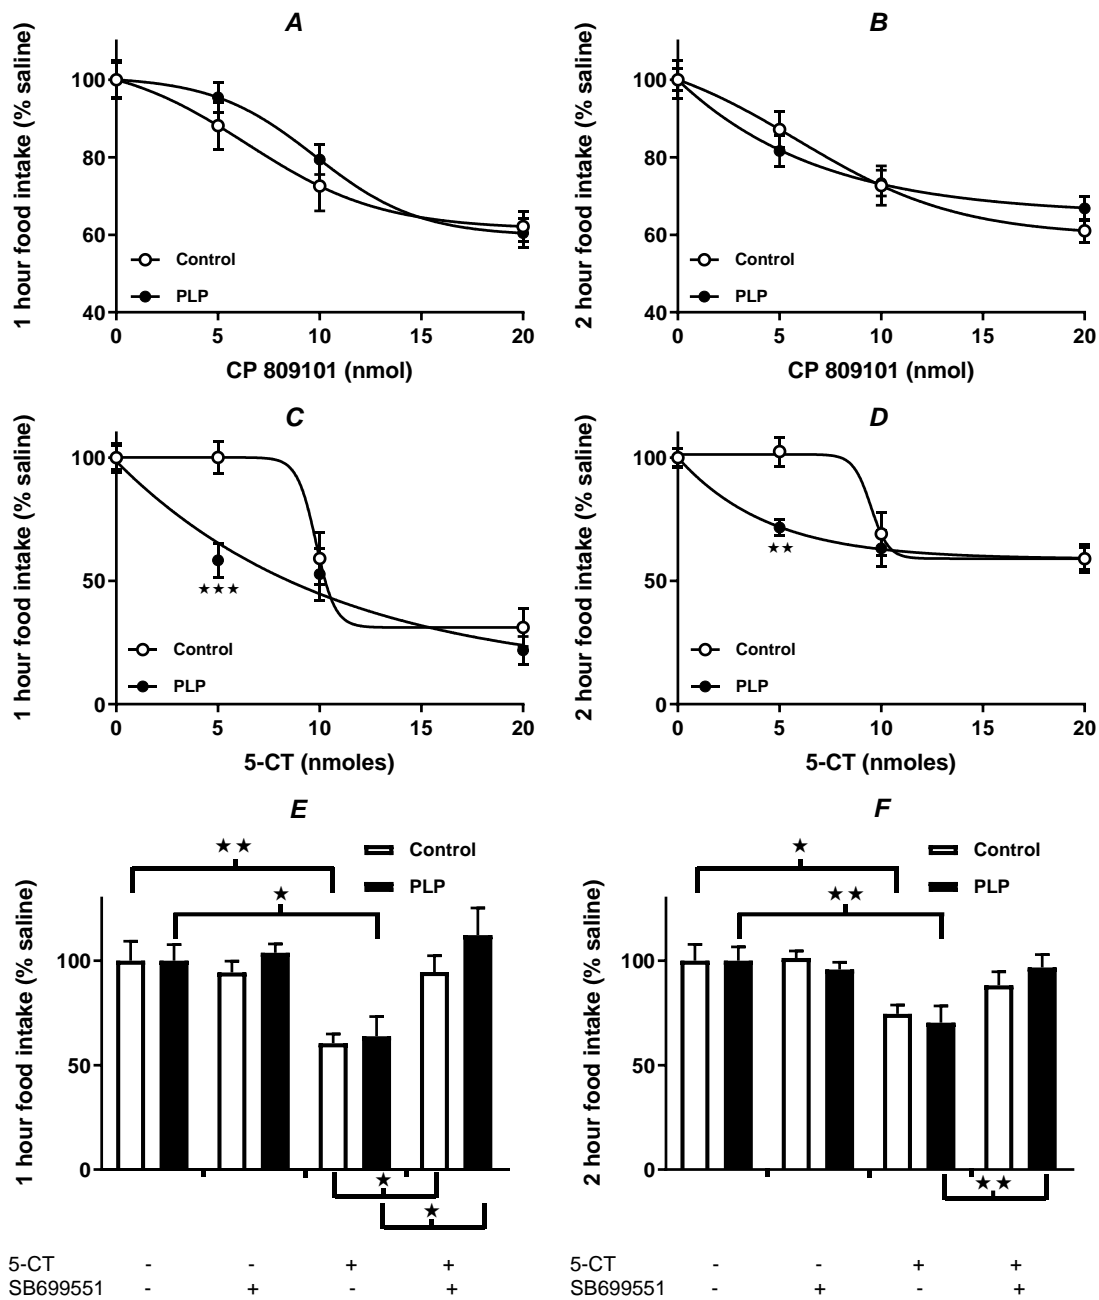 A
1 hour food intake (% saline)
100
80
60
40
Control
PLP
0 5 10 15 20
CP 809101 (nmol)
B
2 hour food intake (% saline)
100
80
60
40
Control
PLP
0 5 10 15 20
CP 809101 (nmol)
C
1 hour food intake (% saline)
100
50
0
★★★
Control
PLP
0 5 10 15 20
5-CT (nmoles)
D
2 hour food intake (% saline)
100
50
0
★★
Control
PLP
0 5 10 15 20
5-CT (nmoles)
E
1 hour food intake (% saline)
★★
Control
PLP
★
100
50
0
★
★
5-CT - - + +
SB699551 - + - +
F
2 hour food intake (% saline)
★
Control
PLP
★★
100
50
0
★★
5-CT - - + +
SB699551 - + - +